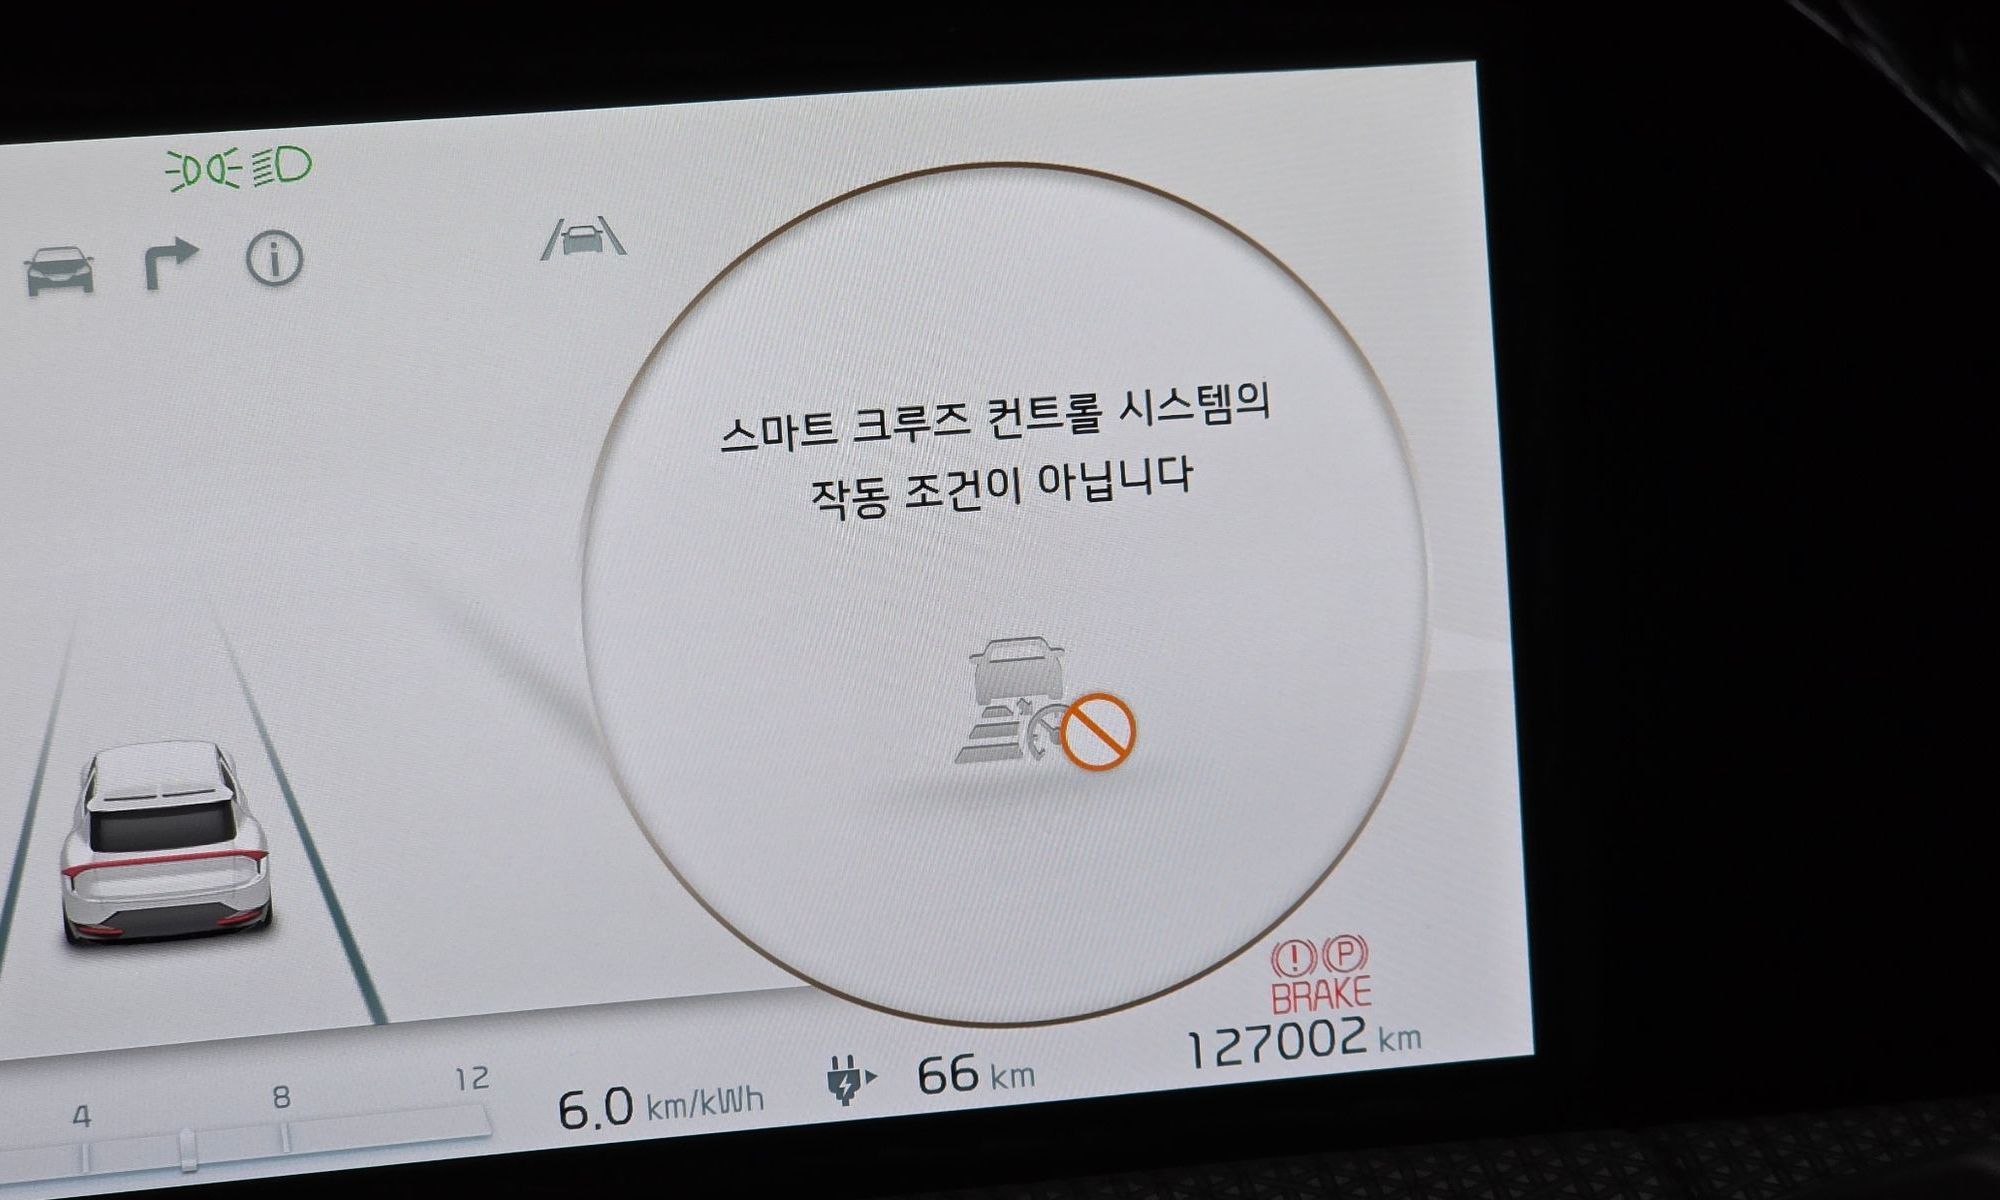 스마트 크루즈 컨트롤 시스템의
작동 조건이 아닙니다
P
BRAKE
4 8 12
6.0 km/kWh 66 km 127002 km